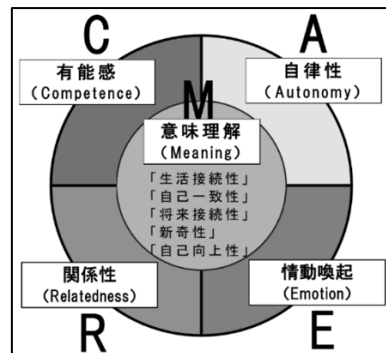 C
A
有能感
(Competence)
自律性
(Autonomy)
M
意味理解
(Meaning)
「生活接続性」
「自己一致性」
「将来接続性」
「新奇性」
「自己向上性」
関係性
(Relatedness)
情動喚起
(Emotion)
R
E